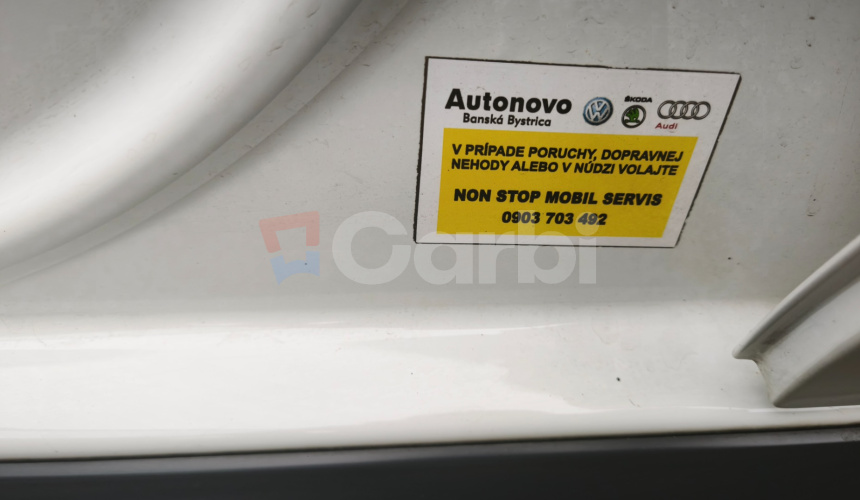 Autonovo
Banská Bystrica
ŠKODA
Audi
V PRÍPADE PORUCHY, DOPRAVNEJ
NEHODY ALEBO V NÚDZI VOLAJTE
NON STOP MOBIL SERVIS
0903 703 492
Carbi